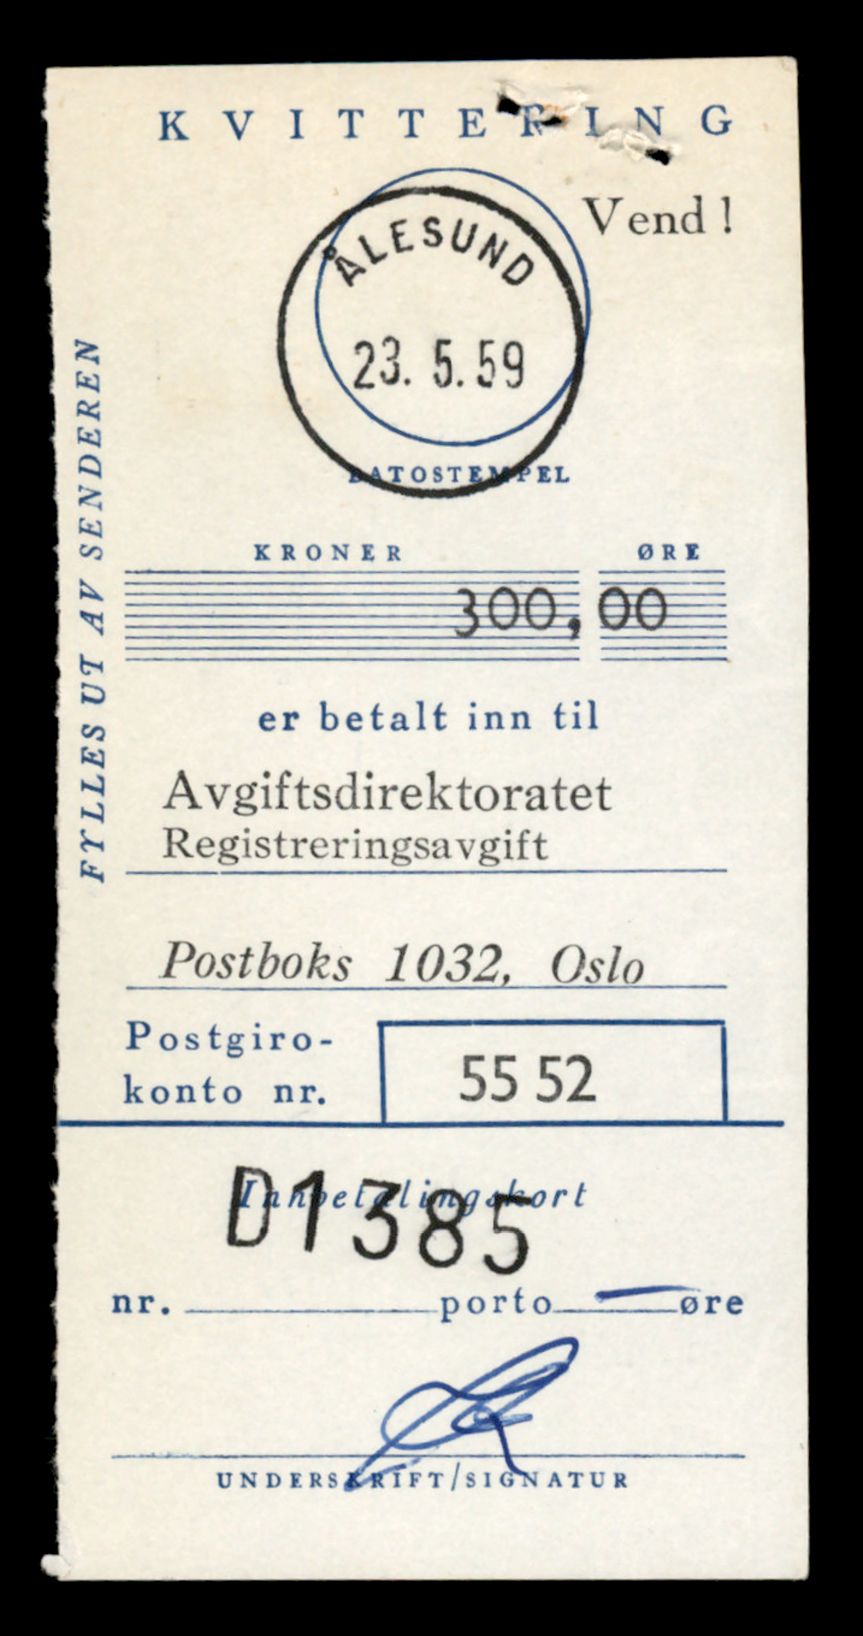 KVITTERING
Vend !
ÅLESUND
23. 5. 59
DATOSTEMPEL
FYLLES UT AV SENDEREN
KRONER ØRE
300,00
er betalt inn til
Avgiftsdirektoratet
Registreringsavgift
Postboks 1032, Oslo
Postgiro-
konto nr.
55 52
Innbetalingskort
D1385
nr. porto — øre
UNDERSKRIFT/SIGNATUR